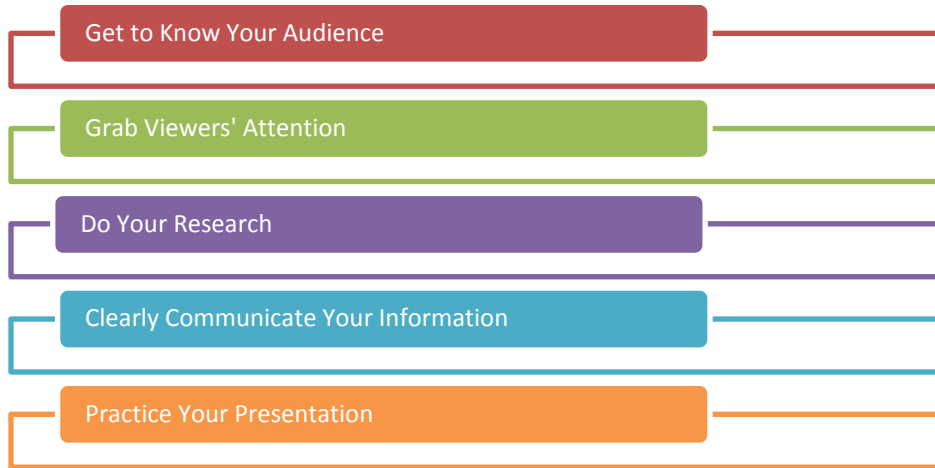 Get to Know Your Audience
Grab Viewers' Attention
Do Your Research
Clearly Communicate Your Information
Practice Your Presentation